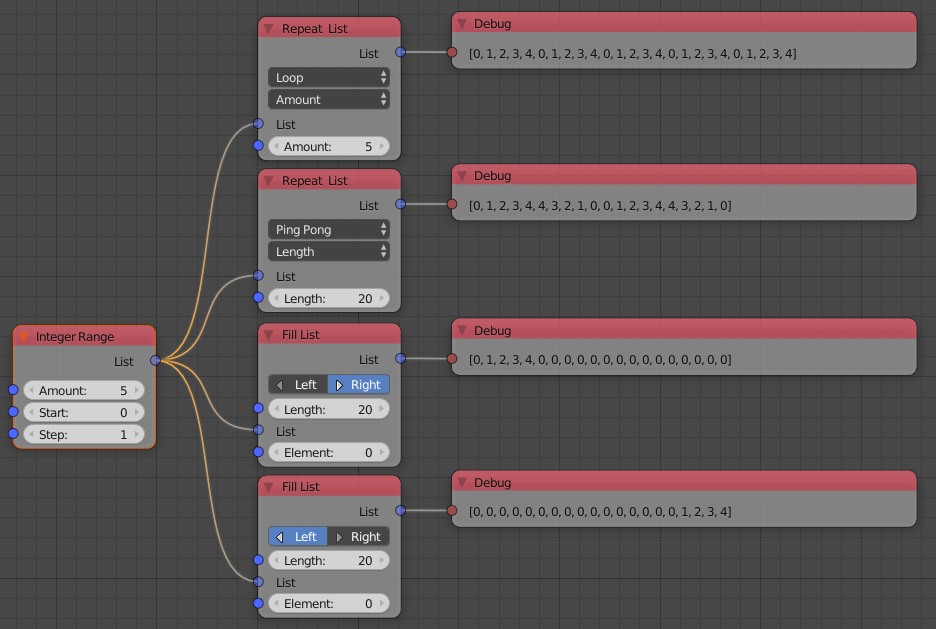 Repeat List
List
Loop
Amount
List
Amount: 5
Debug
[0, 1, 2, 3, 4, 0, 1, 2, 3, 4, 0, 1, 2, 3, 4, 0, 1, 2, 3, 4, 0, 1, 2, 3, 4]
Repeat List
List
Ping Pong
Length
List
Length: 20
Debug
[0, 1, 2, 3, 4, 4, 3, 2, 1, 0, 0, 1, 2, 3, 4, 4, 3, 2, 1, 0]
Integer Range
List
Amount: 5
Start: 0
Step: 1
Fill List
List
Left Right
Length: 20
List
Element: 0
Debug
[0, 1, 2, 3, 4, 0, 0, 0, 0, 0, 0, 0, 0, 0, 0, 0, 0, 0, 0, 0]
Fill List
List
Left Right
Length: 20
List
Element: 0
Debug
[0, 0, 0, 0, 0, 0, 0, 0, 0, 0, 0, 0, 0, 0, 0, 0, 1, 2, 3, 4]